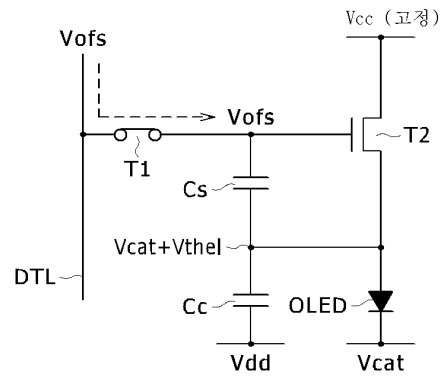 Vcc (고정)
Vofs
Vofs
T2
T1
Cs
Vcat+Vthel
DTL
Cc
OLED
Vdd
Vcat